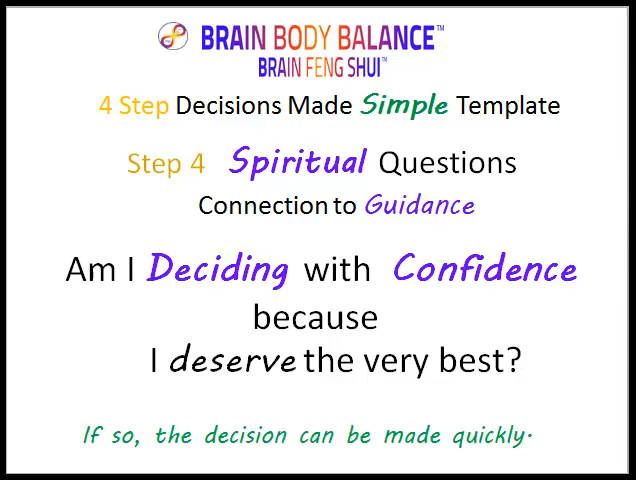 BRAIN BODY BALANCE™
BRAIN FENG SHUI™
4 Step Decisions Made Simple Template
Step 4 Spiritual Questions
Connection to Guidance
Am I Deciding with Confidence
because
I deserve the very best?
If so, the decision can be made quickly.